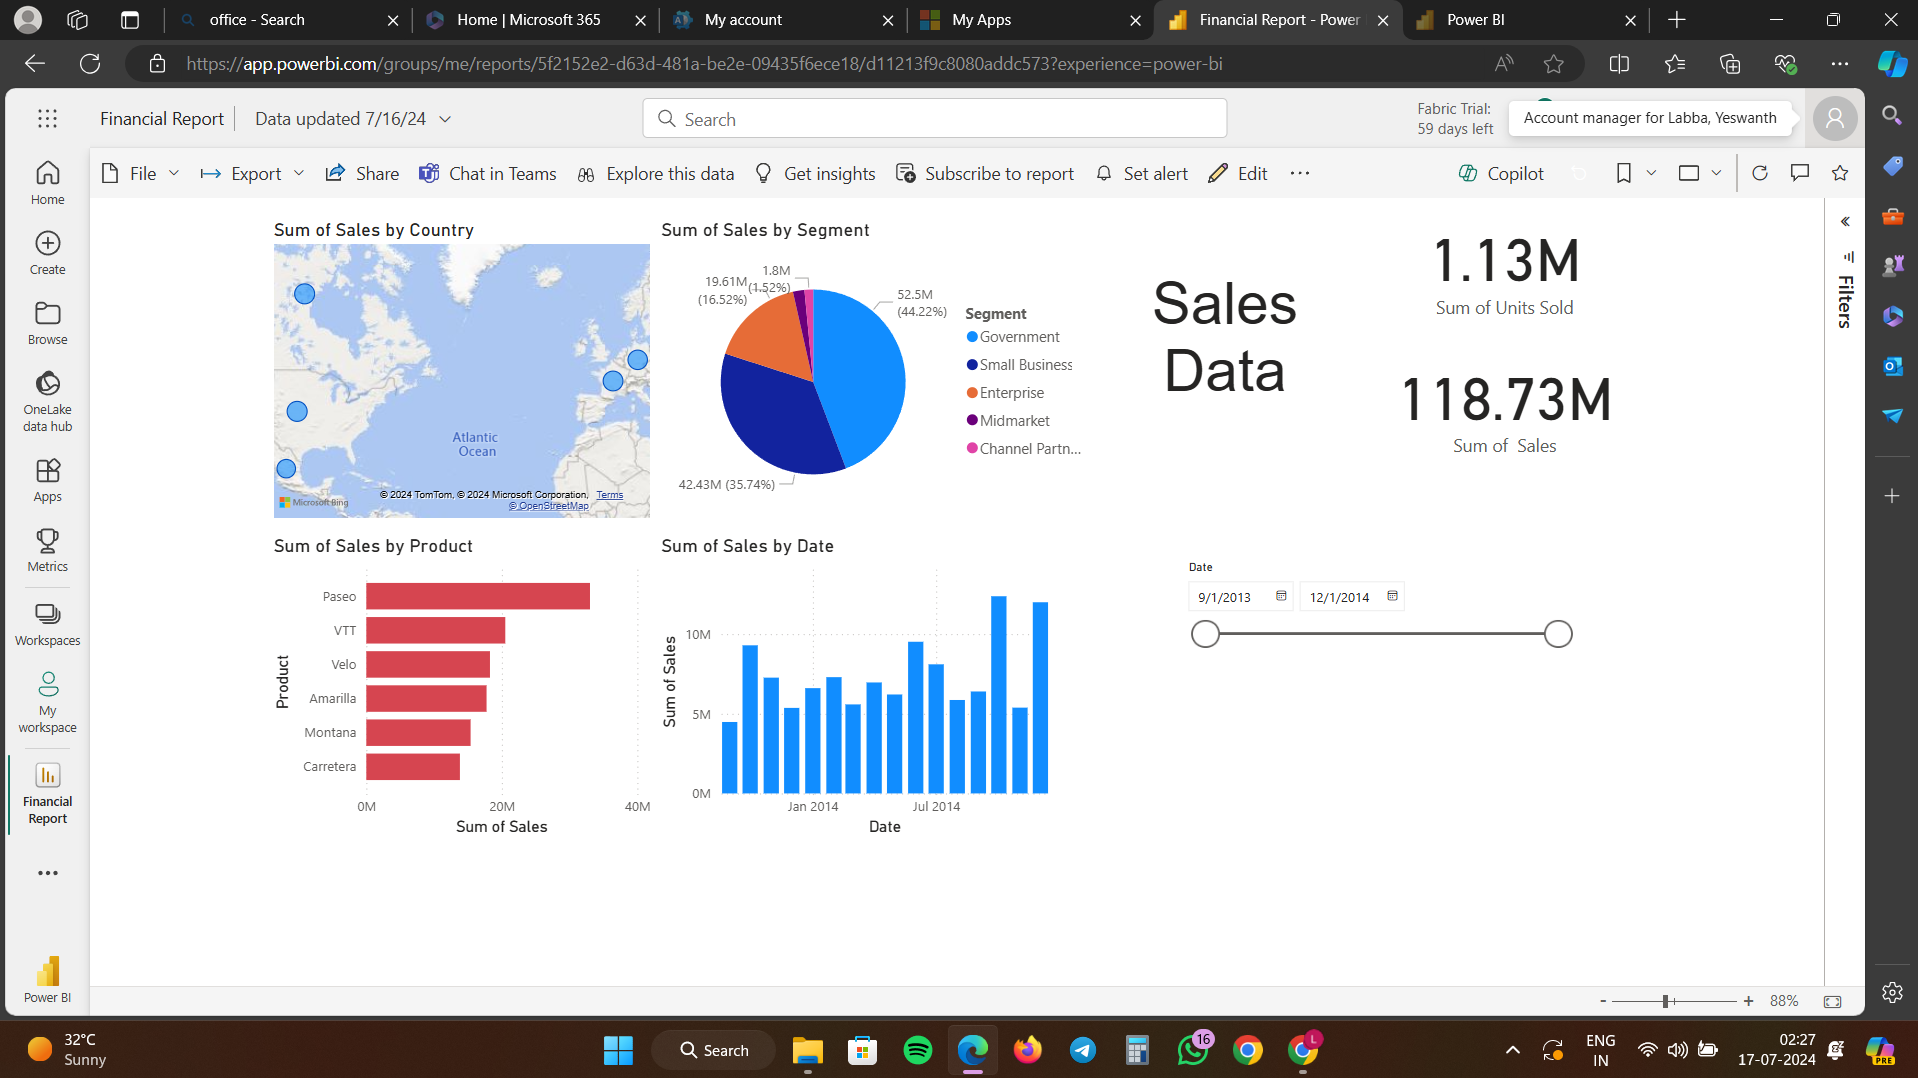 office - Search
Home | Microsoft 365
My account
My Apps
Financial Report - Power
Power BI
https://app.powerbi.com/groups/me/reports/5f2152e2-d63d-481a-be2e-09435f6ece18/d11213f9c8080addc573?experience=power-bi
Financial Report
Data updated 7/16/24
Search
Fabric Trial:
59 days left
Account manager for Labba, Yeswanth
File
Export
Share
Chat in Teams
Explore this data
Get insights
Subscribe to report
Set alert
Edit
Copilot
Home
Create
Browse
OneLake
data hub
Apps
Metrics
Workspaces
My
workspace
Financial
Report
Power BI
Filters
Sum of Sales by Country
Atlantic
Ocean
Microsoft Bing
© 2024 TomTom, © 2024 Microsoft Corporation, Terms
© OpenStreetMap
Sum of Sales by Segment
1.8M
(1.52%)
19.61M
(16.52%)
52.5M
(44.22%)
42.43M (35.74%)
Segment
Government
Small Business
Enterprise
Midmarket
Channel Partn...
Sales
Data
1.13M
Sum of Units Sold
118.73M
Sum of Sales
Sum of Sales by Product
Product
Paseo
VTT
Velo
Amarilla
Montana
Carretera
0M 20M 40M
Sum of Sales
Sum of Sales by Date
Sum of Sales
10M
5M
0M
Jan 2014 Jul 2014
Date
Date
9/1/2013 12/1/2014
- + 88%
32°C
Sunny
Search
16
L
ENG
IN
02:27
17-07-2024
PRE